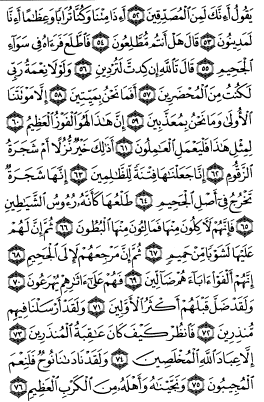 يَقُولُ أَءِنَّكَ لَمِنَ ٱلْمُصَدِّقِينَ ٥٢ أَءِذَا مِتْنَا وَكُنَّا تُرَابًا وَعِظَٰمًا أَءِنَّا
لَمَدِينُونَ ٥٣ قَالَ هَلْ أَنتُم مُّطَّلِعُونَ ٥٤ فَٱطَّلَعَ فَرَءَاهُ فِى سَوَآءِ
ٱلْجَحِيمِ ٥٥ قَالَ تَٱللَّهِ إِن كِدتَّ لَتُرْدِينِ ٥٦ وَلَوْلَا نِعْمَةُ رَبِّى
لَكُنتُ مِنَ ٱلْمُحْضَرِينَ ٥٧ أَفَمَا نَحْنُ بِمَيِّتِينَ ٥٨ إِلَّا مَوْتَتَنَا
ٱلْأُولَىٰ وَمَا نَحْنُ بِمُعَذَّبِينَ ٥٩ إِنَّ هَٰذَا لَهُوَ ٱلْفَوْزُ ٱلْعَظِيمُ ٦٠
لِمِثْلِ هَٰذَا فَلْيَعْمَلِ ٱلْعَٰمِلُونَ ٦١ أَذَٰلِكَ خَيْرٌ نُّزُلًا أَمْ شَجَرَةُ
ٱلزَّقُّومِ ٦٢ إِنَّا جَعَلْنَٰهَا فِتْنَةً لِّلظَّٰلِمِينَ ٦٣ إِنَّهَا شَجَرَةٌ
تَخْرُجُ فِىٓ أَصْلِ ٱلْجَحِيمِ ٦٤ طَلْعُهَا كَأَنَّهُۥ رُءُوسُ ٱلشَّيَٰطِينِ
٦٥ فَإِنَّهُمْ لَءَاكِلُونَ مِنْهَا فَمَالِـُٔونَ مِنْهَا ٱلْبُطُونَ ٦٦ ثُمَّ إِنَّ لَهُمْ
عَلَيْهَا لَشَوْبًا مِّنْ حَمِيمٍ ٦٧ ثُمَّ إِنَّ مَرْجِعَهُمْ لَإِلَى ٱلْجَحِيمِ ٦٨
إِنَّهُمْ أَلْفَوْا۟ ءَابَآءَهُمْ ضَآلِّينَ ٦٩ فَهُمْ عَلَىٰٓ ءَاثَٰرِهِمْ يُهْرَعُونَ ٧٠
وَلَقَدْ ضَلَّ قَبْلَهُمْ أَكْثَرُ ٱلْأَوَّلِينَ ٧١ وَلَقَدْ أَرْسَلْنَا فِيهِم
مُّنذِرِينَ ٧٢ فَٱنظُرْ كَيْفَ كَانَ عَٰقِبَةُ ٱلْمُنذَرِينَ ٧٣
إِلَّا عِبَادَ ٱللَّهِ ٱلْمُخْلَصِينَ ٧٤ وَلَقَدْ نَادَىٰنَا نُوحٌ فَلَنِعْمَ
ٱلْمُجِيبُونَ ٧٥ وَنَجَّيْنَٰهُ وَأَهْلَهُۥ مِنَ ٱلْكَرْبِ ٱلْعَظِيمِ ٧٦